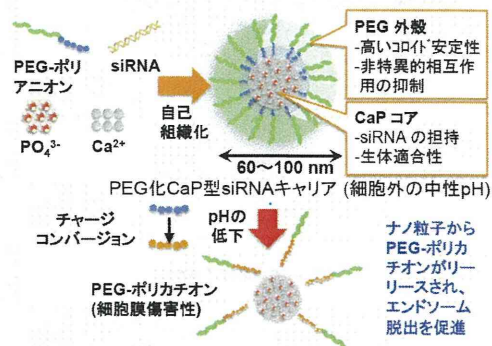 PEG-ポリ
アニオン
siRNA
PO₄³⁻
Ca²⁺
自己
組織化
PEG 外殻
-高いコロイド安定性
-非特異的相互作
用の抑制
CaP コア
-siRNA の担持
-生体適合性
60～100 nm
PEG化CaP型siRNAキャリア (細胞外の中性pH)
チャージ
コンバージョン
pHの
低下
PEG-ポリカチオン
(細胞膜傷害性)
ナノ粒子から
PEG-ポリカ
チオンがリー
リースされ、
エンドソーム
脱出を促進